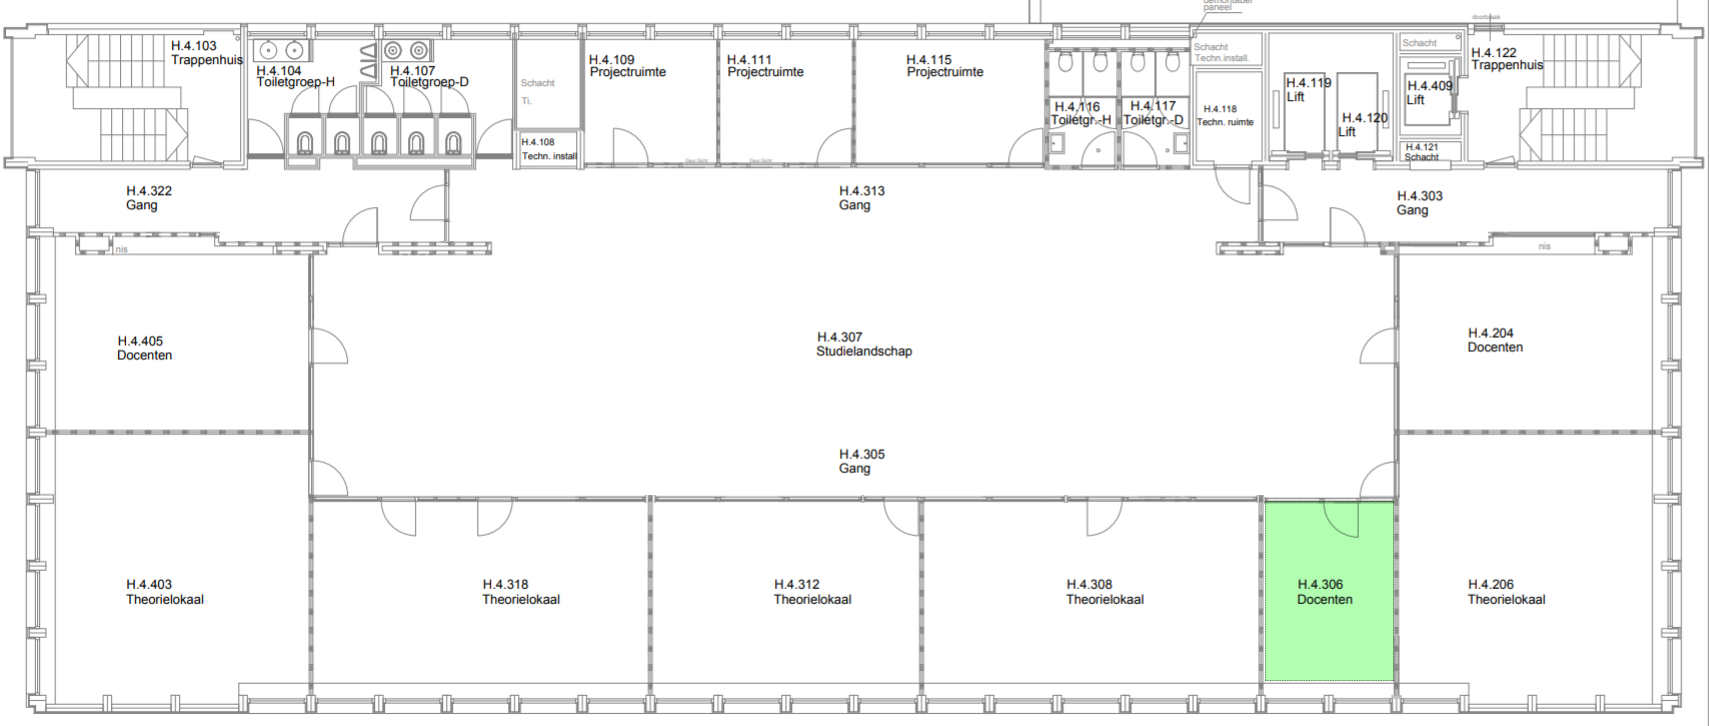 demontabel
paneel
doorbraak
H.4.103
Trappenhuis
H.4.104
Toiletgroep-H
H.4.107
Toiletgroep-D
Schacht
Ti.
H.4.108
Techn. install
H.4.109
Projectruimte
H.4.111
Projectruimte
H.4.115
Projectruimte
H.4.116
Toiletgr.-H
H.4.117
Toiletgr.-D
Schacht
Techn.install.
H.4.118
Techn. ruimte
H.4.119
Lift
H.4.120
Lift
Schacht
H.4.409
Lift
H.4.121
Schacht
H.4.122
Trappenhuis
H.4.322
Gang
H.4.313
Gang
H.4.303
Gang
nis
nis
H.4.405
Docenten
H.4.307
Studielandschap
H.4.204
Docenten
H.4.305
Gang
H.4.403
Theorielokaal
H.4.318
Theorielokaal
H.4.312
Theorielokaal
H.4.308
Theorielokaal
H.4.306
Docenten
H.4.206
Theorielokaal